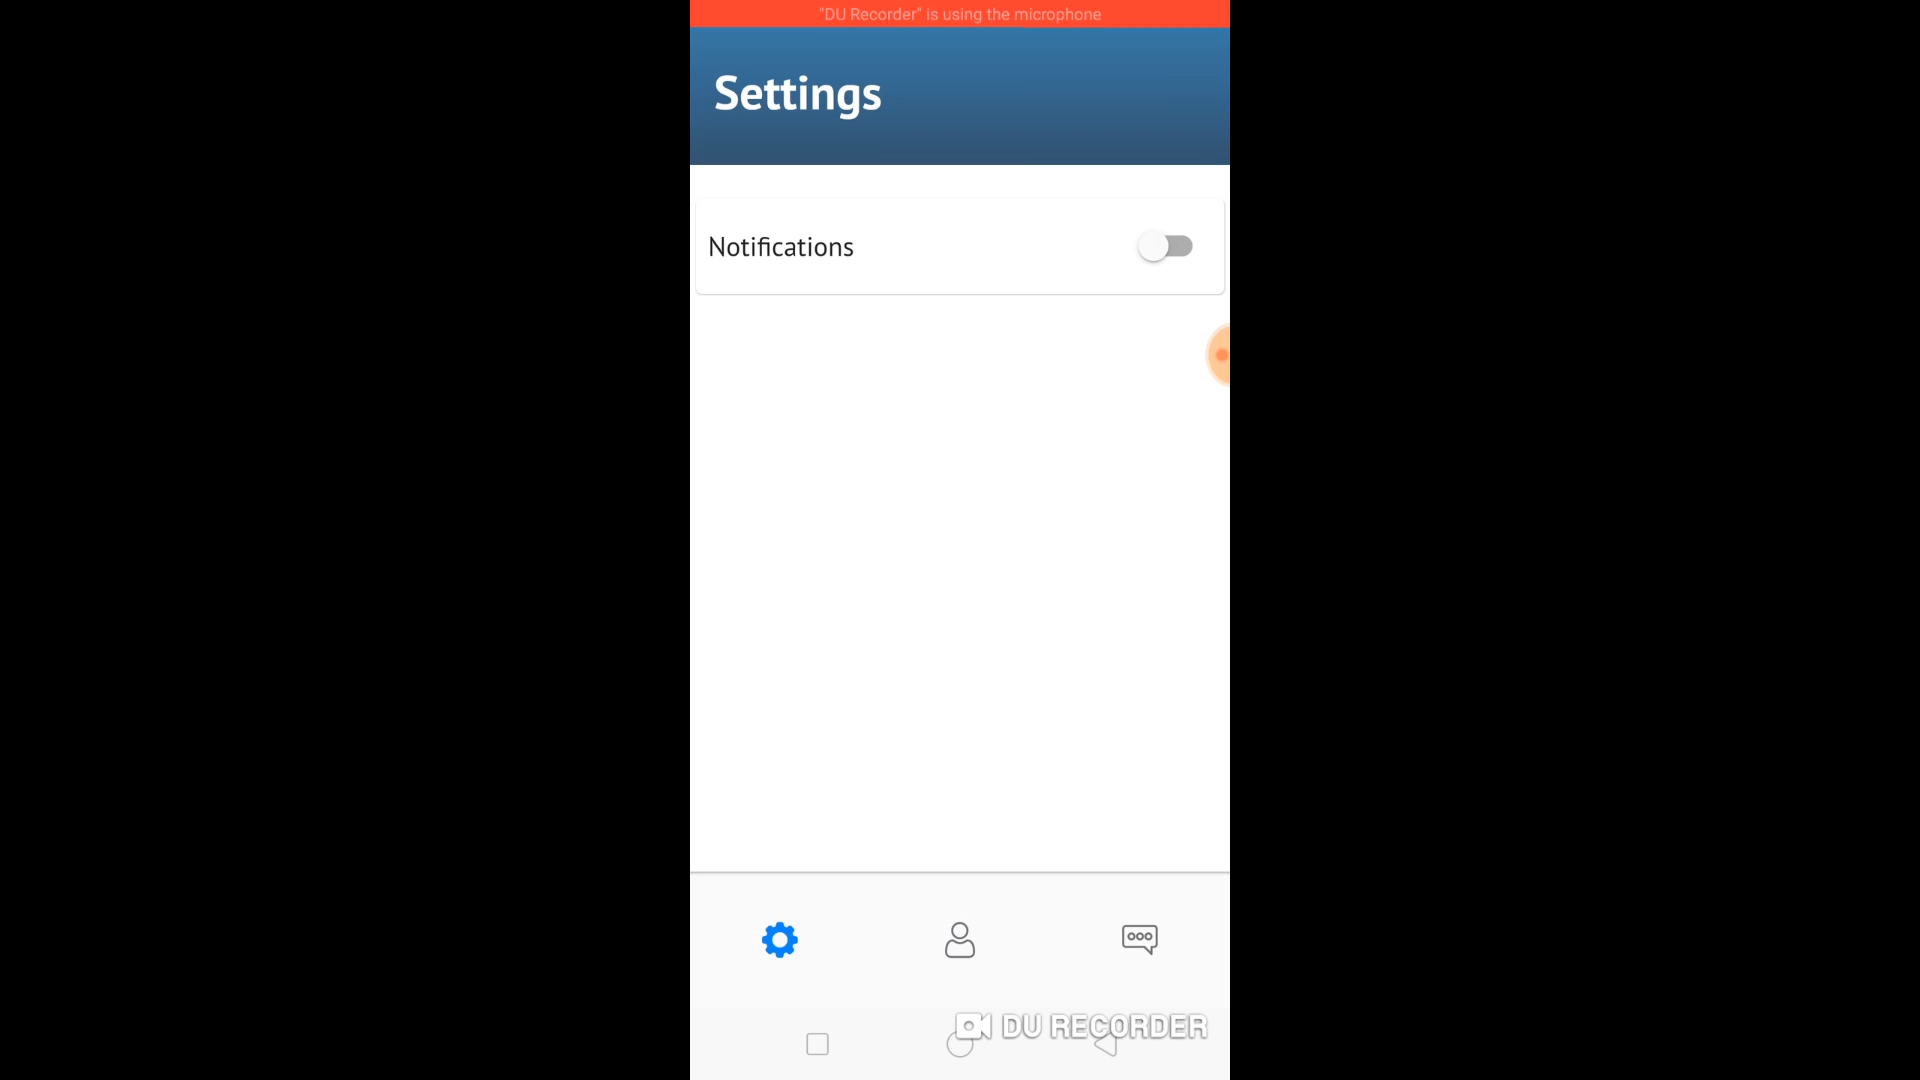 "DU Recorder" is using the microphone
Settings
Notifications
DU RECORDER